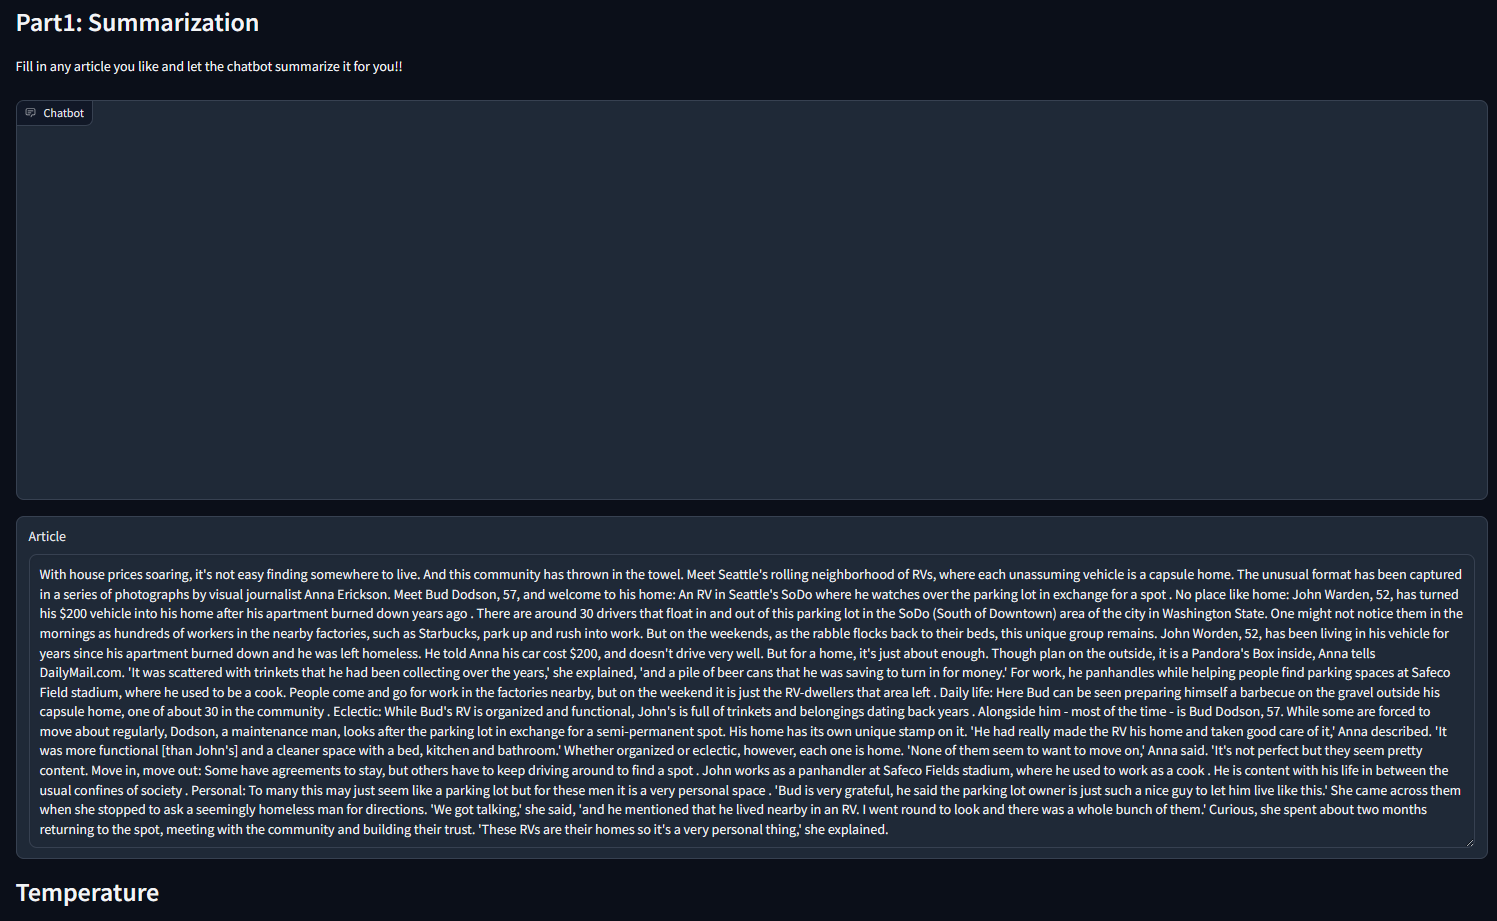 Part1: Summarization
Fill in any article you like and let the chatbot summarize it for you!!
Chatbot
Article
With house prices soaring, it's not easy finding somewhere to live. And this community has thrown in the towel. Meet Seattle's rolling neighborhood of RVs, where each unassuming vehicle is a capsule home. The unusual format has been captured
in a series of photographs by visual journalist Anna Erickson. Meet Bud Dodson, 57, and welcome to his home: An RV in Seattle's SoDo where he watches over the parking lot in exchange for a spot . No place like home: John Warden, 52, has turned
his $200 vehicle into his home after his apartment burned down years ago . There are around 30 drivers that float in and out of this parking lot in the SoDo (South of Downtown) area of the city in Washington State. One might not notice them in the
mornings as hundreds of workers in the nearby factories, such as Starbucks, park up and rush into work. But on the weekends, as the rabble flocks back to their beds, this unique group remains. John Worden, 52, has been living in his vehicle for
years since his apartment burned down and he was left homeless. He told Anna his car cost $200, and doesn't drive very well. But for a home, it's just about enough. Though plan on the outside, it is a Pandora's Box inside, Anna tells
DailyMail.com. 'It was scattered with trinkets that he had been collecting over the years,' she explained, 'and a pile of beer cans that he was saving to turn in for money.' For work, he panhandles while helping people find parking spaces at Safeco
Field stadium, where he used to be a cook. People come and go for work in the factories nearby, but on the weekend it is just the RV-dwellers that area left . Daily life: Here Bud can be seen preparing himself a barbecue on the gravel outside his
capsule home, one of about 30 in the community . Eclectic: While Bud's RV is organized and functional, John's is full of trinkets and belongings dating back years . Alongside him - most of the time - is Bud Dodson, 57. While some are forced to
move about regularly, Dodson, a maintenance man, looks after the parking lot in exchange for a semi-permanent spot. His home has its own unique stamp on it. 'He had really made the RV his home and taken good care of it,' Anna described. 'It
was more functional [than John's] and a cleaner space with a bed, kitchen and bathroom.' Whether organized or eclectic, however, each one is home. 'None of them seem to want to move on,' Anna said. 'It's not perfect but they seem pretty
content. Move in, move out: Some have agreements to stay, but others have to keep driving around to find a spot . John works as a panhandler at Safeco Fields stadium, where he used to work as a cook . He is content with his life in between the
usual confines of society . Personal: To many this may just seem like a parking lot but for these men it is a very personal space . 'Bud is very grateful, he said the parking lot owner is just such a nice guy to let him live like this.' She came across them
when she stopped to ask a seemingly homeless man for directions. 'We got talking,' she said, 'and he mentioned that he lived nearby in an RV. I went round to look and there was a whole bunch of them.' Curious, she spent about two months
returning to the spot, meeting with the community and building their trust. 'These RVs are their homes so it's a very personal thing,' she explained.
Temperature